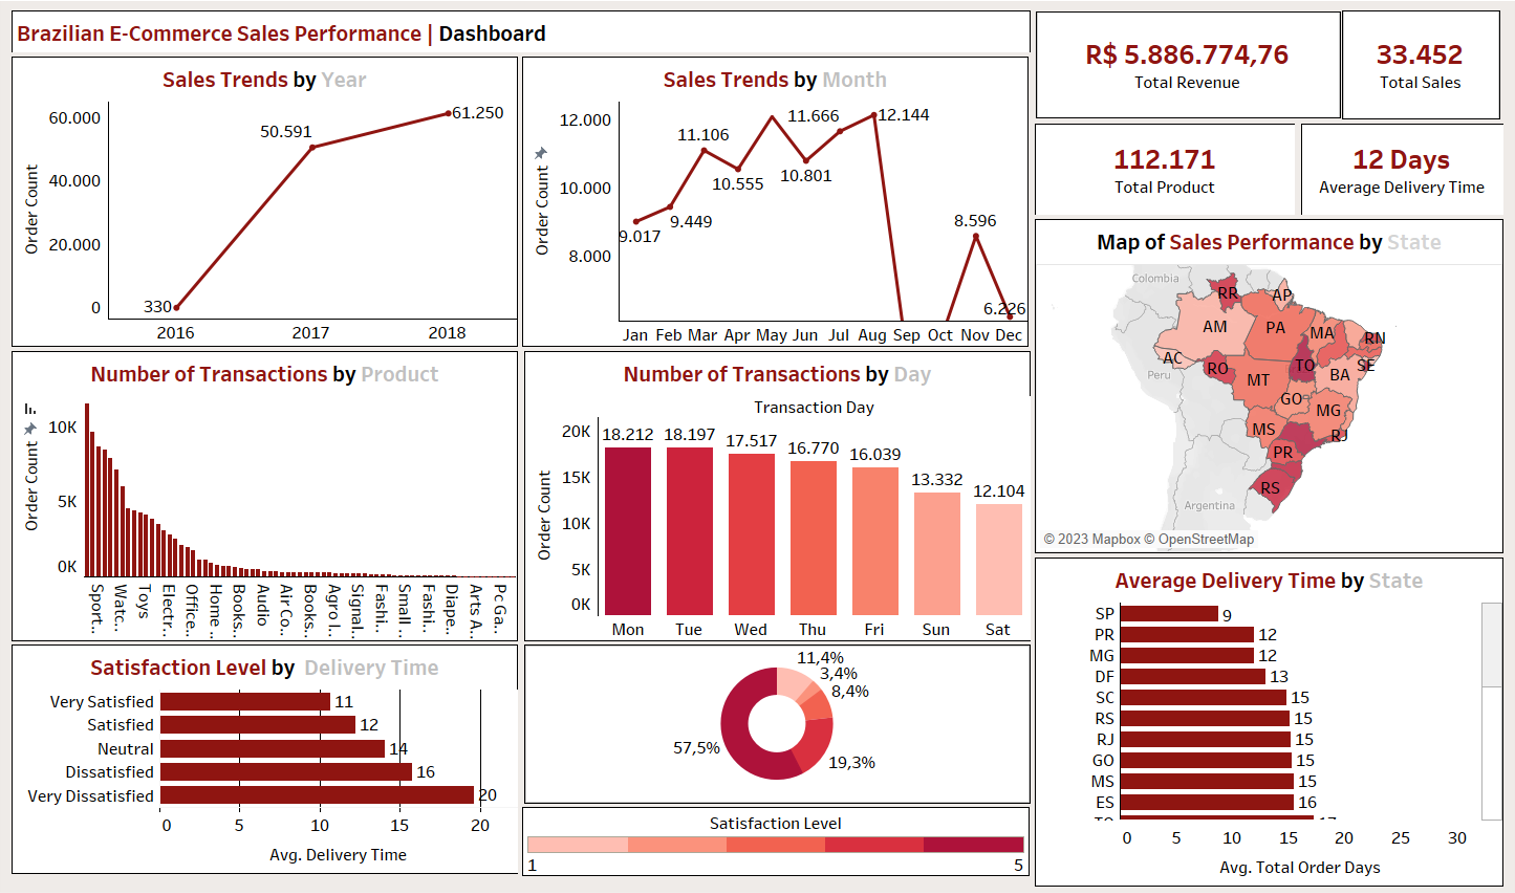 Brazilian E-Commerce Sales Performance | Dashboard
R$ 5.886.774,76
Total Revenue
33.452
Total Sales
112.171
Total Product
12 Days
Average Delivery Time
Sales Trends by Year
Order Count
60.000
40.000
20.000
0
330
50.591
61.250
2016 2017 2018
Sales Trends by Month
Order Count
12.000
10.000
8.000
9.017
9.449
11.106
10.555
10.801
11.666
12.144
8.596
6.226
Jan Feb Mar Apr May Jun Jul Aug Sep Oct Nov Dec
Map of Sales Performance by State
Colombia
Peru
Argentina
RR
AP
AM
PA
MA
RN
AC
RO
TO
SE
MT
BA
GO
MG
MS
RJ
PR
RS
© 2023 Mapbox © OpenStreetMap
Number of Transactions by Product
Order Count
10K
5K
0K
Sport..
Watc..
Toys
Electr..
Office..
Home ..
Books..
Audio
Air Co..
Books..
Agro I..
Signal..
Fashi..
Small ..
Fashi..
Diape..
Arts A..
Pc Ga..
Number of Transactions by Day
Transaction Day
Order Count
20K
15K
10K
5K
0K
18.212 18.197 17.517 16.770 16.039 13.332 12.104
Mon Tue Wed Thu Fri Sun Sat
Satisfaction Level by Delivery Time
Very Satisfied 11
Satisfied 12
Neutral 14
Dissatisfied 16
Very Dissatisfied 20
0 5 10 15 20
Avg. Delivery Time
11,4%
3,4%
8,4%
19,3%
57,5%
Satisfaction Level
1 5
Average Delivery Time by State
SP 9
PR 12
MG 12
DF 13
SC 15
RS 15
RJ 15
GO 15
MS 15
ES 16
0 5 10 15 20 25 30
Avg. Total Order Days